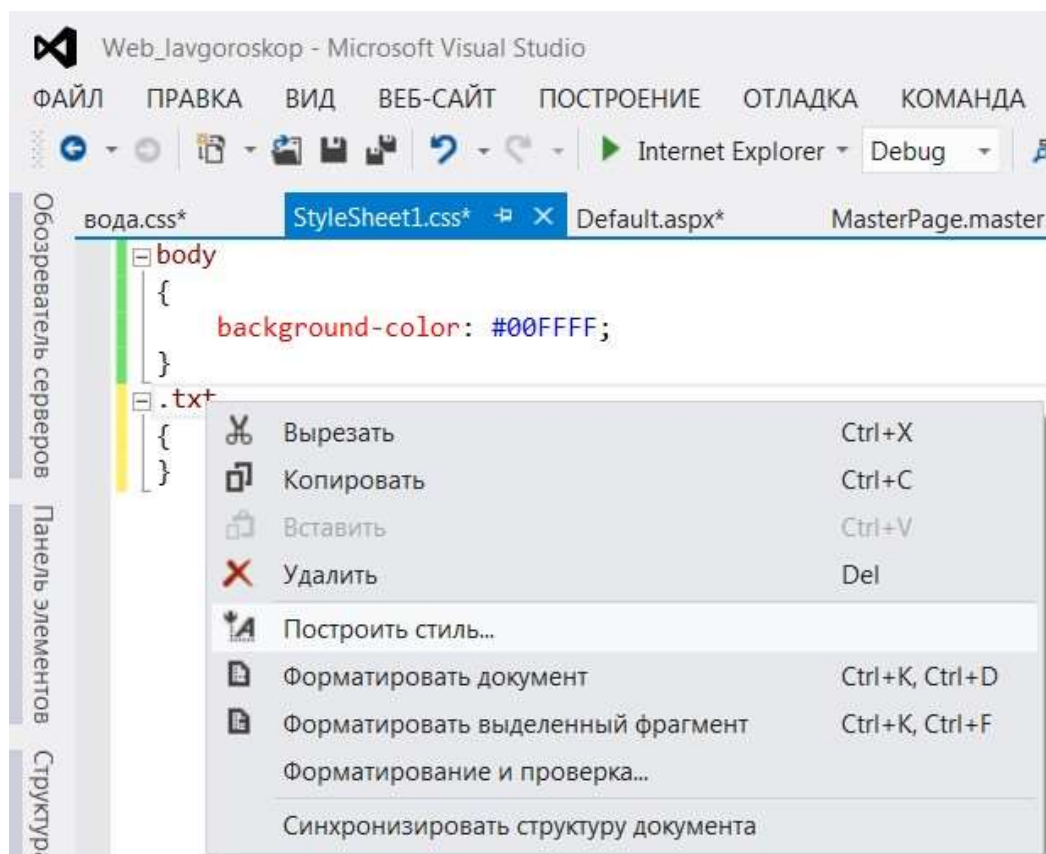 Web_lavgoroskop - Microsoft Visual Studio
ФАЙЛ ПРАВКА ВИД ВЕБ-САЙТ ПОСТРОЕНИЕ ОТЛАДКА КОМАНДА
Internet Explorer Debug
вода.css* StyleSheet1.css* Default.aspx* MasterPage.master
body
{
background-color: #00FFFF;
}
.txt
{
}
Вырезать Ctrl+X
Копировать Ctrl+C
Вставить Ctrl+V
Удалить Del
Построить стиль...
Форматировать документ Ctrl+K, Ctrl+D
Форматировать выделенный фрагмент Ctrl+K, Ctrl+F
Форматирование и проверка...
Синхронизировать структуру документа
Обозреватель серверов
Панель элементов